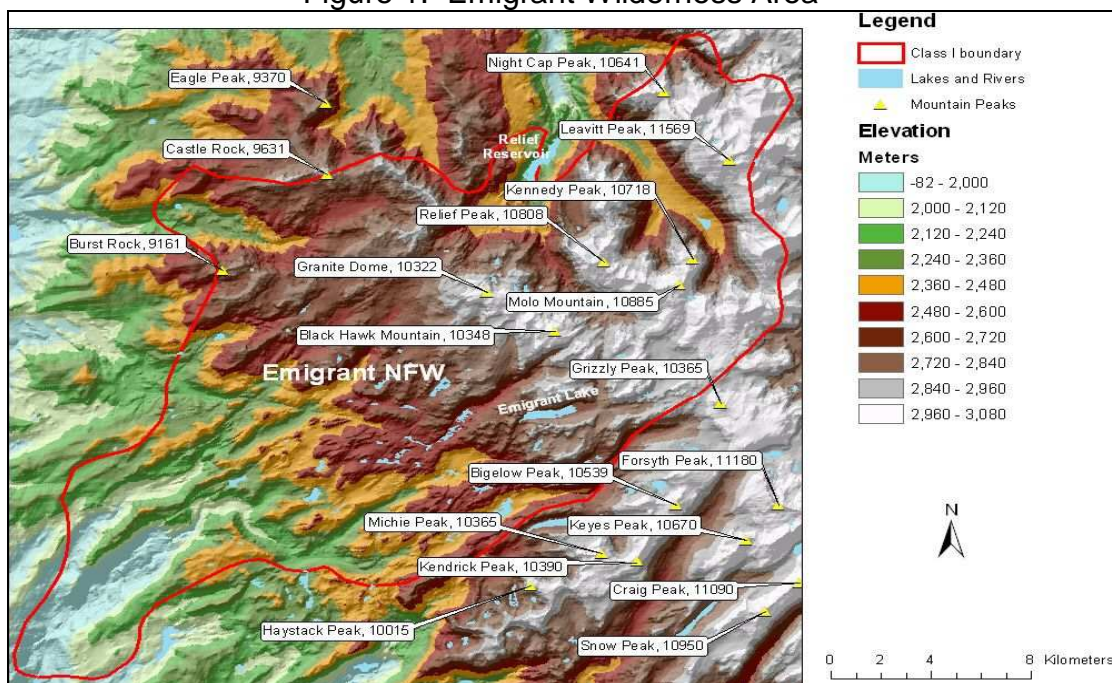 Figure 1: Emigrant Wilderness Area
Legend
Class I boundary
Lakes and Rivers
Mountain Peaks
Elevation
Meters
-82 - 2,000
2,000 - 2,120
2,120 - 2,240
2,240 - 2,360
2,360 - 2,480
2,480 - 2,600
2,600 - 2,720
2,720 - 2,840
2,840 - 2,960
2,960 - 3,080
Night Cap Peak, 10641
Eagle Peak, 9370
Leavitt Peak, 11569
Castle Rock, 9631
Relief
Reservoir
Kennedy Peak, 10718
Relief Peak, 10808
Burst Rock, 9161
Granite Dome, 10322
Molo Mountain, 10885
Black Hawk Mountain, 10348
Emigrant NFW
Grizzly Peak, 10365
Emigrant Lake
Forsyth Peak, 11180
Bigelow Peak, 10539
Michie Peak, 10365
Keyes Peak, 10670
Kendrick Peak, 10390
Craig Peak, 11090
Haystack Peak, 10015
Snow Peak, 10950
N
0 2 4 8 Kilometers